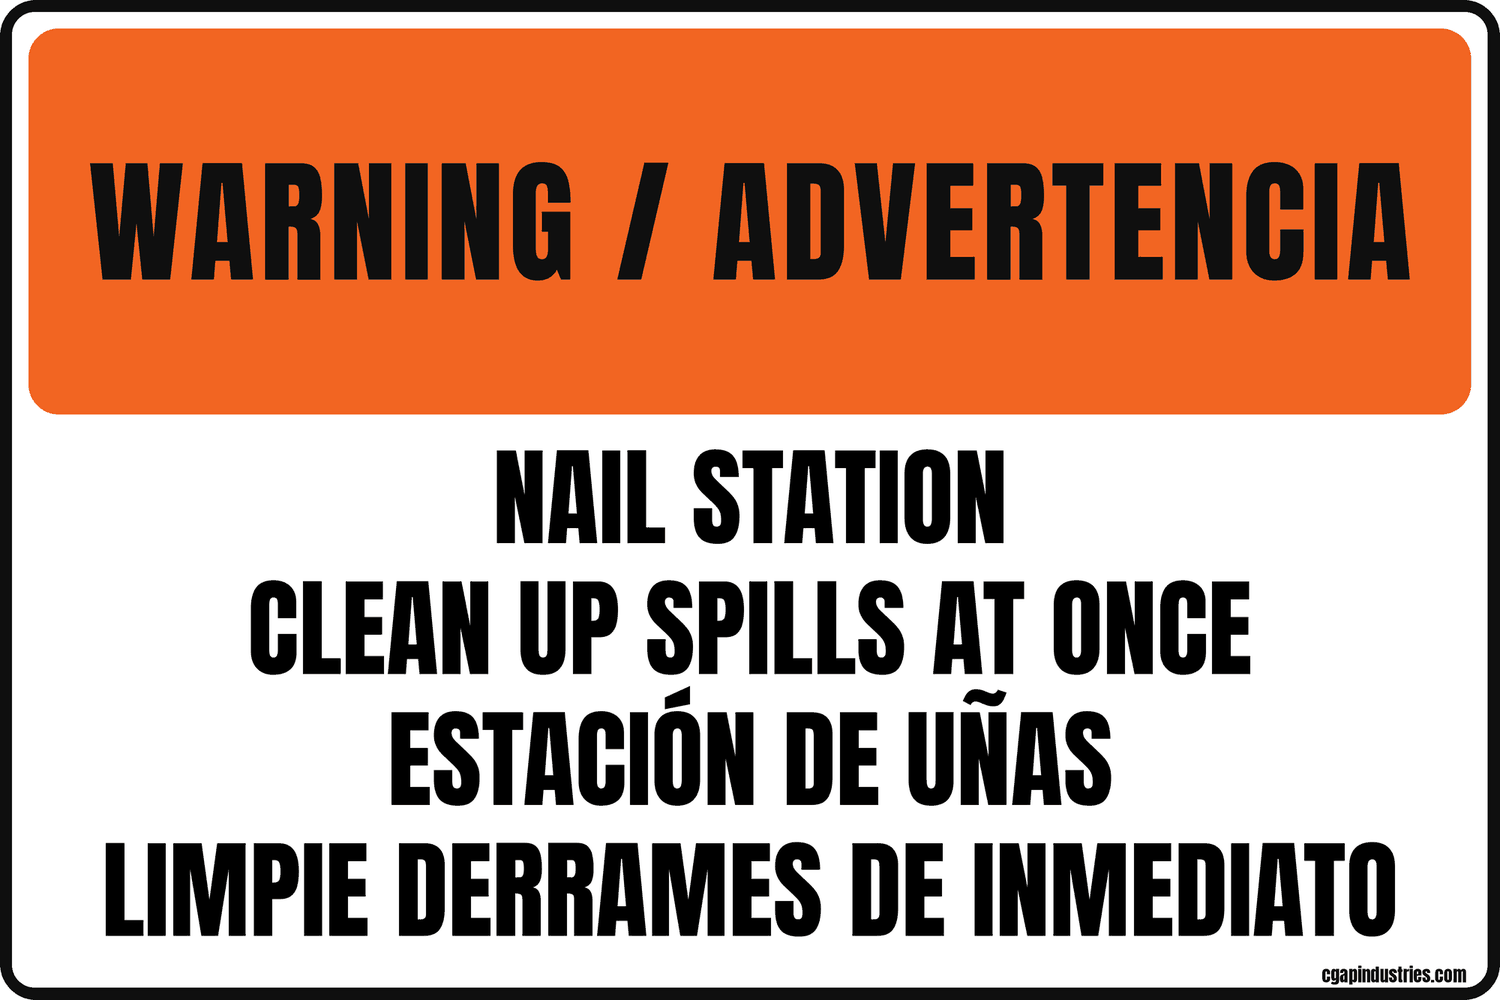 WARNING / ADVERTENCIA
NAIL STATION
CLEAN UP SPILLS AT ONCE
ESTACIÓN DE UÑAS
LIMPIE DERRAMES DE INMEDIATO
cgapindustries.com